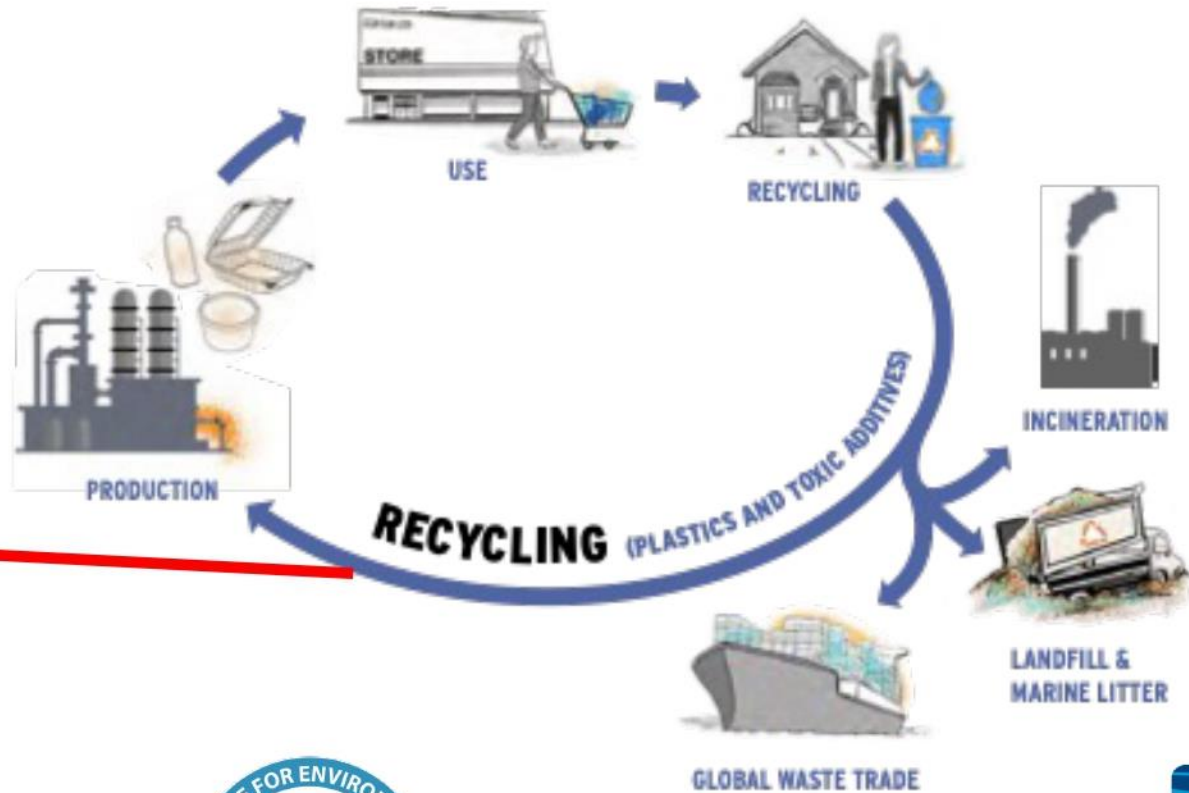 STORE
USE
RECYCLING
PRODUCTION
INCINERATION
RECYCLING (PLASTICS AND TOXIC ADDITIVES)
LANDFILL &
MARINE LITTER
GLOBAL WASTE TRADE
FOR ENVIRO